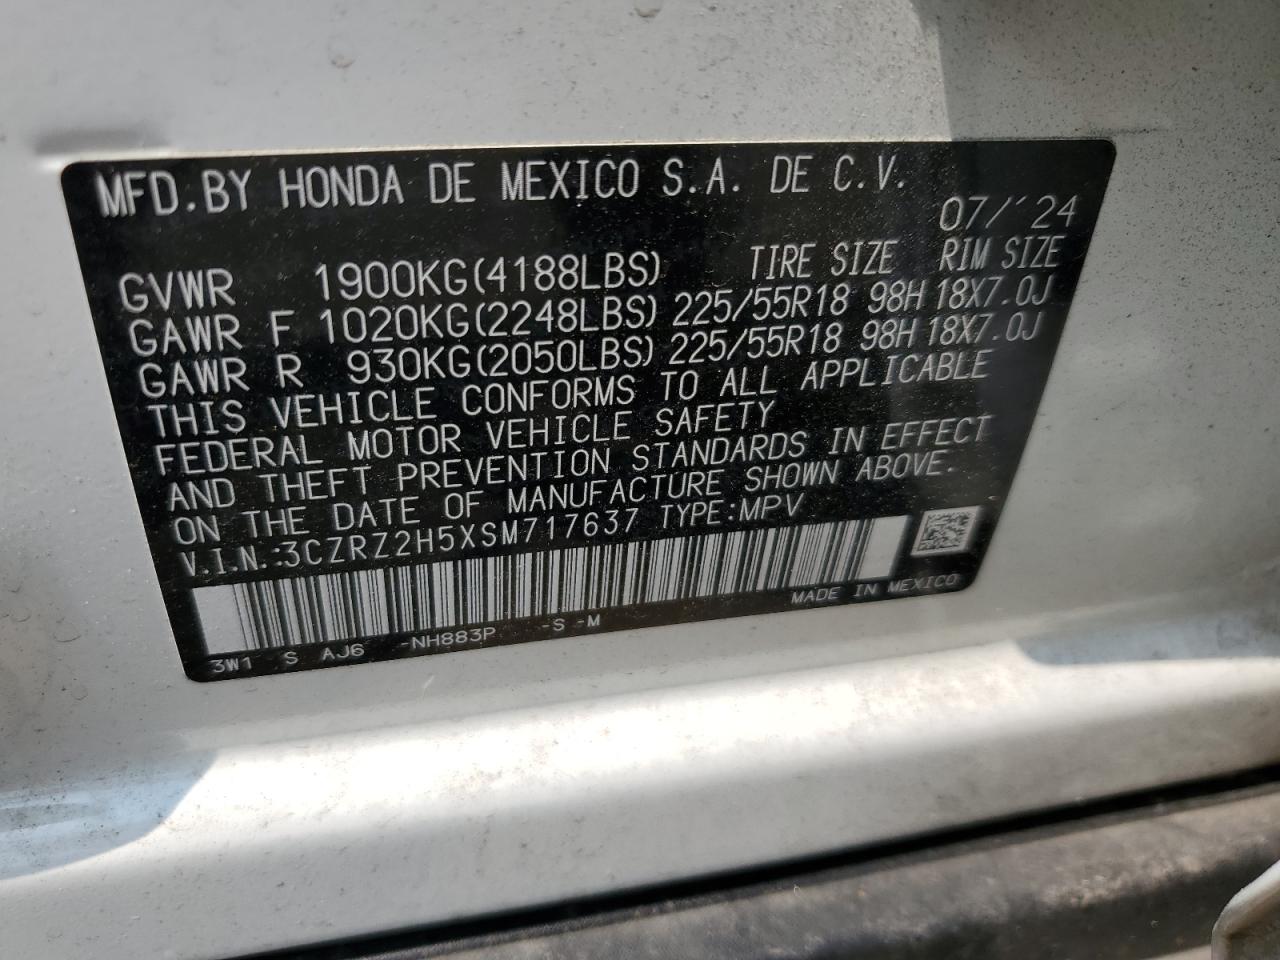 MFD.BY HONDA DE MEXICO S.A. DE C.V.
07/'24
GVWR 1900KG(4188LBS) TIRE SIZE RIM SIZE
GAWR F 1020KG(2248LBS) 225/55R18 98H 18X7.0J
GAWR R 930KG(2050LBS) 225/55R18 98H 18X7.0J
THIS VEHICLE CONFORMS TO ALL APPLICABLE
FEDERAL MOTOR VEHICLE SAFETY
AND THEFT PREVENTION STANDARDS IN EFFECT
ON THE DATE OF MANUFACTURE SHOWN ABOVE.
V.I.N.:3CZRZ2H5XSM717637 TYPE:MPV
MADE IN MEXICO
3W1 S AJ6 -NH883P -S -M